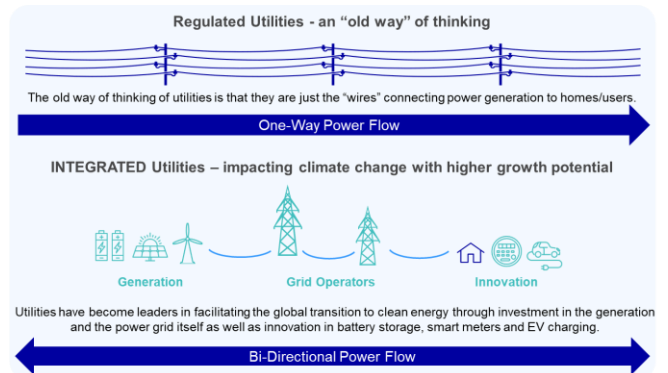 Regulated Utilities - an “old way” of thinking
The old way of thinking of utilities is that they are just the “wires” connecting power generation to homes/users.
One-Way Power Flow
INTEGRATED Utilities – impacting climate change with higher growth potential
Generation
Grid Operators
Innovation
Utilities have become leaders in facilitating the global transition to clean energy through investment in the generation
and the power grid itself as well as innovation in battery storage, smart meters and EV charging.
Bi-Directional Power Flow